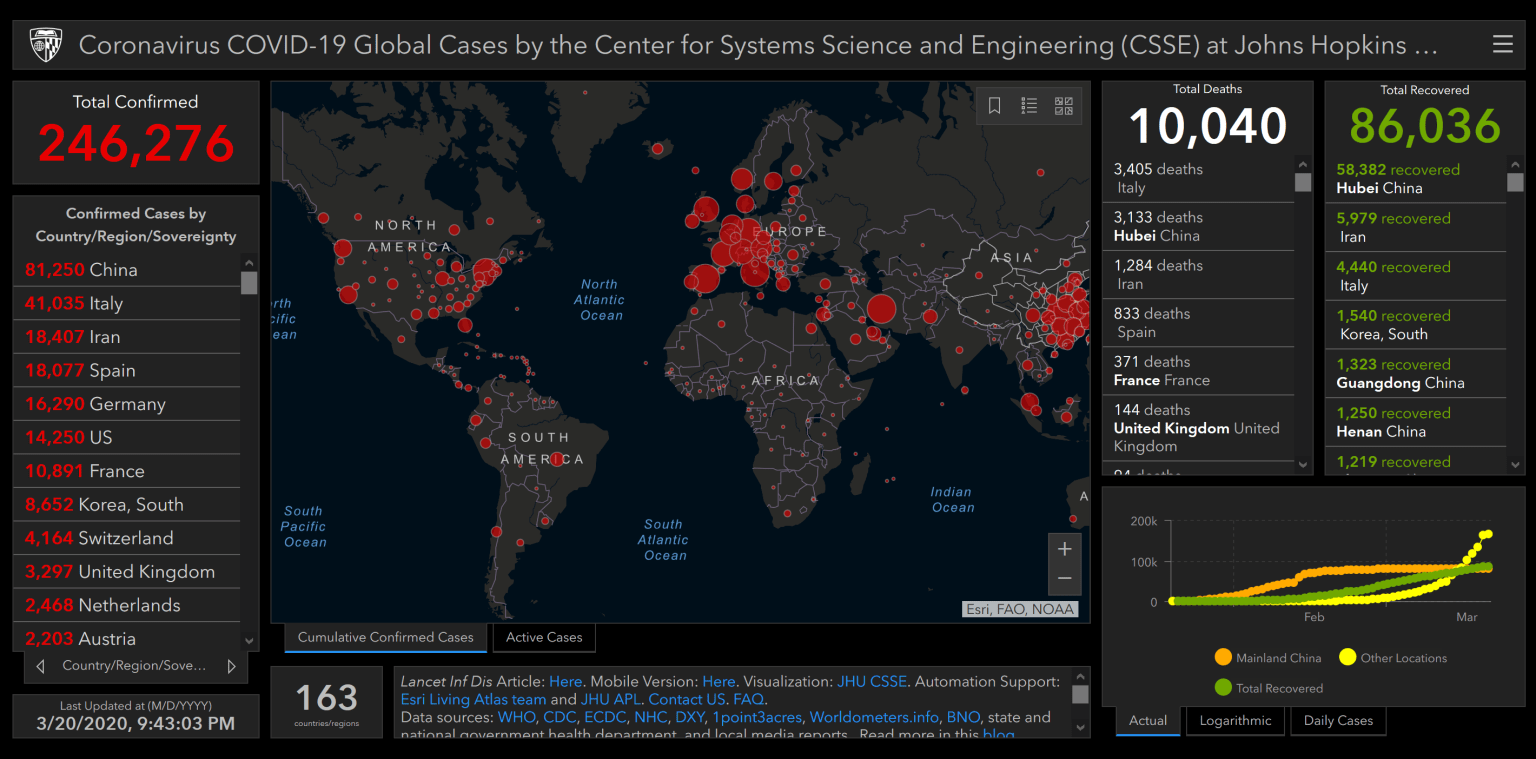 Coronavirus COVID-19 Global Cases by the Center for Systems Science and Engineering (CSSE) at Johns Hopkins ...
Total Confirmed
246,276
Confirmed Cases by
Country/Region/Sovereignty
81,250 China
41,035 Italy
18,407 Iran
18,077 Spain
16,290 Germany
14,250 US
10,891 France
8,652 Korea, South
4,164 Switzerland
3,297 United Kingdom
2,468 Netherlands
2,203 Austria
Country/Region/Sove...
Last Updated at (M/D/YYYY)
3/20/2020, 9:43:03 PM
NORTH
AMERICA
EUROPE
ASIA
North
Atlantic
Ocean
AFRICA
SOUTH
AMERICA
South
Pacific
Ocean
South
Atlantic
Ocean
Indian
Ocean
A
+
−
Esri, FAO, NOAA
Cumulative Confirmed Cases
Active Cases
163
countries/regions
Lancet Inf Dis Article: Here. Mobile Version: Here. Visualization: JHU CSSE. Automation Support:
Esri Living Atlas team and JHU APL. Contact US. FAQ.
Data sources: WHO, CDC, ECDC, NHC, DXY, 1point3acres, Worldometers.info, BNO, state and
national government health department, and local media reports. Read more in this blog.
Total Deaths
10,040
3,405 deaths
Italy
3,133 deaths
Hubei China
1,284 deaths
Iran
833 deaths
Spain
371 deaths
France France
144 deaths
United Kingdom United
Kingdom
Total Recovered
86,036
58,382 recovered
Hubei China
5,979 recovered
Iran
4,440 recovered
Italy
1,540 recovered
Korea, South
1,323 recovered
Guangdong China
1,250 recovered
Henan China
1,219 recovered
200k
100k
0
Feb
Mar
Mainland China
Other Locations
Total Recovered
Actual
Logarithmic
Daily Cases